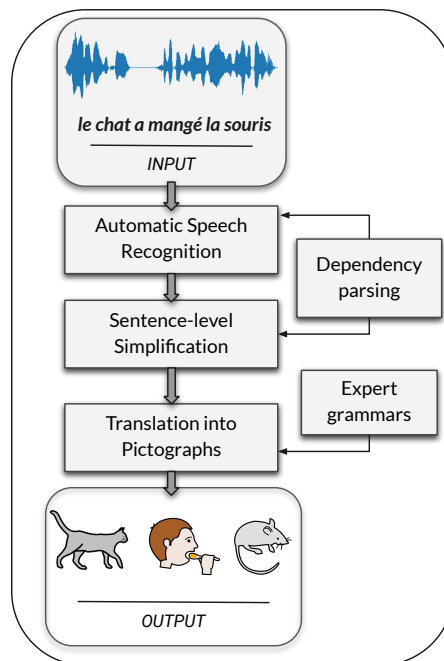 le chat a mangé la souris
INPUT
Automatic Speech
Recognition
Dependency
parsing
Sentence-level
Simplification
Expert
grammars
Translation into
Pictographs
OUTPUT